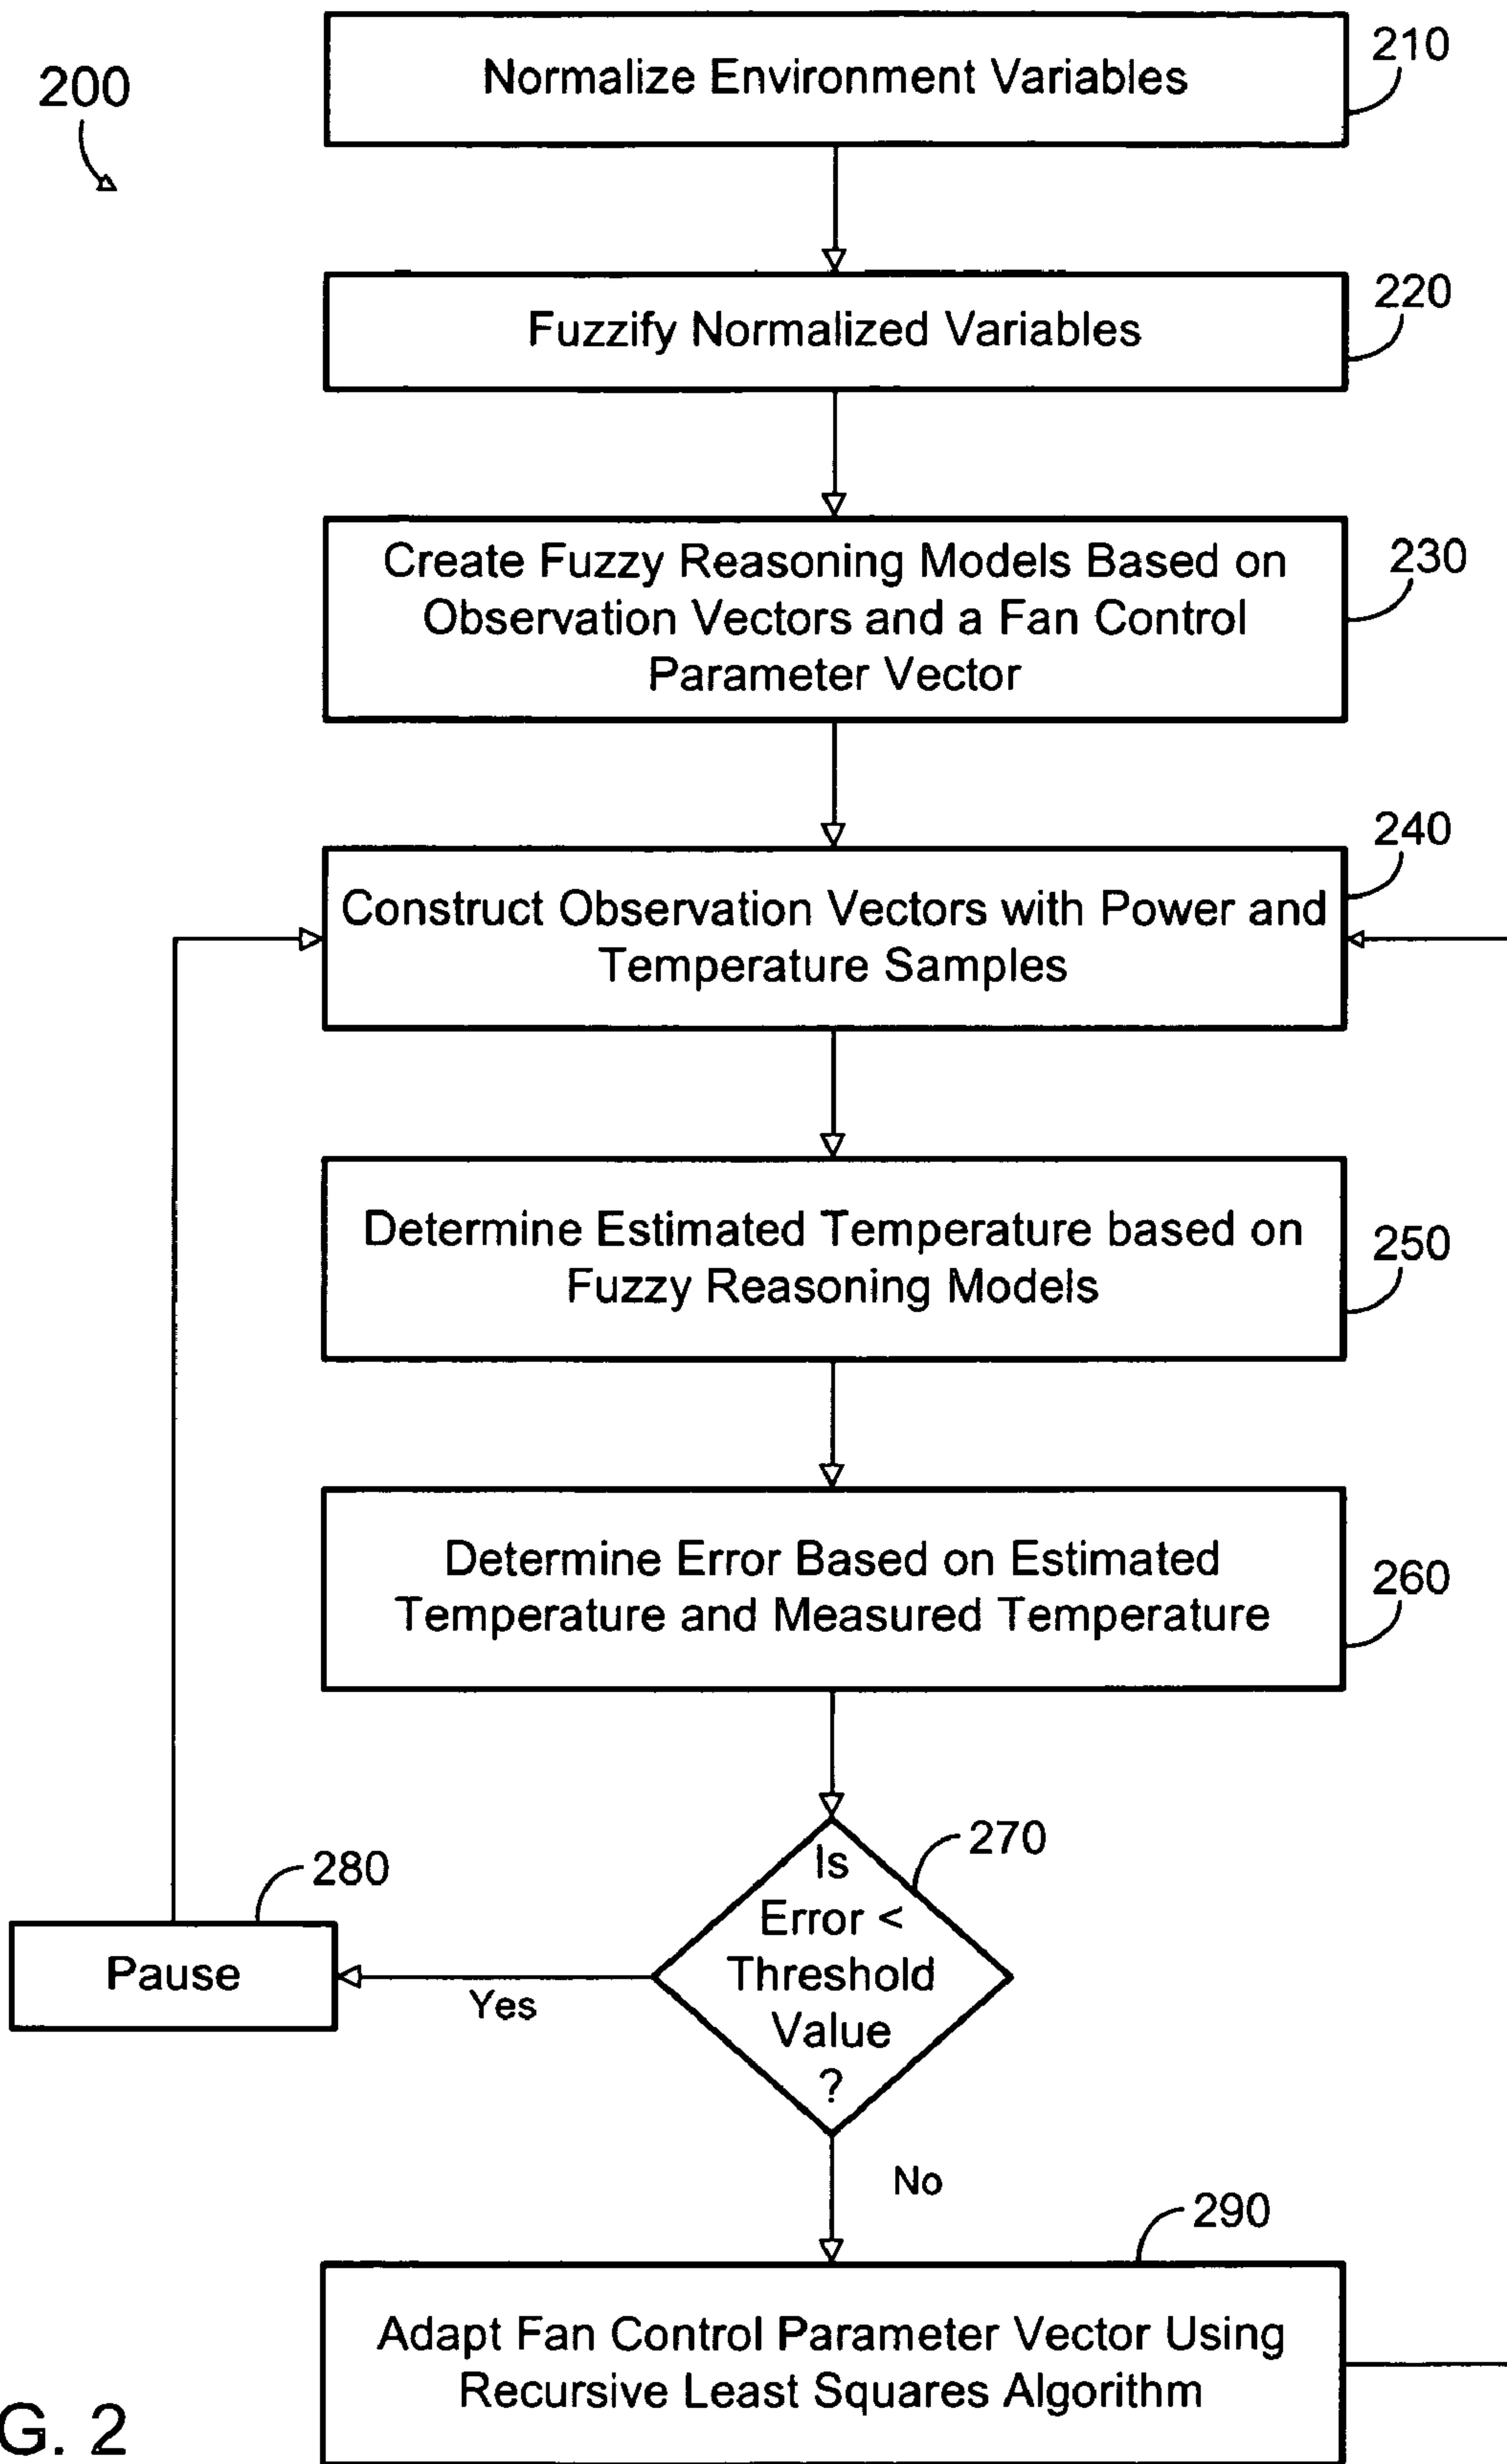 200
Normalize Environment Variables
210
Fuzzify Normalized Variables
220
Create Fuzzy Reasoning Models Based on
Observation Vectors and a Fan Control
Parameter Vector
230
Construct Observation Vectors with Power and
Temperature Samples
240
Determine Estimated Temperature based on
Fuzzy Reasoning Models
250
Determine Error Based on Estimated
Temperature and Measured Temperature
260
Is
Error <
Threshold
Value
?
270
280
Pause
Yes
No
290
Adapt Fan Control Parameter Vector Using
Recursive Least Squares Algorithm
G. 2